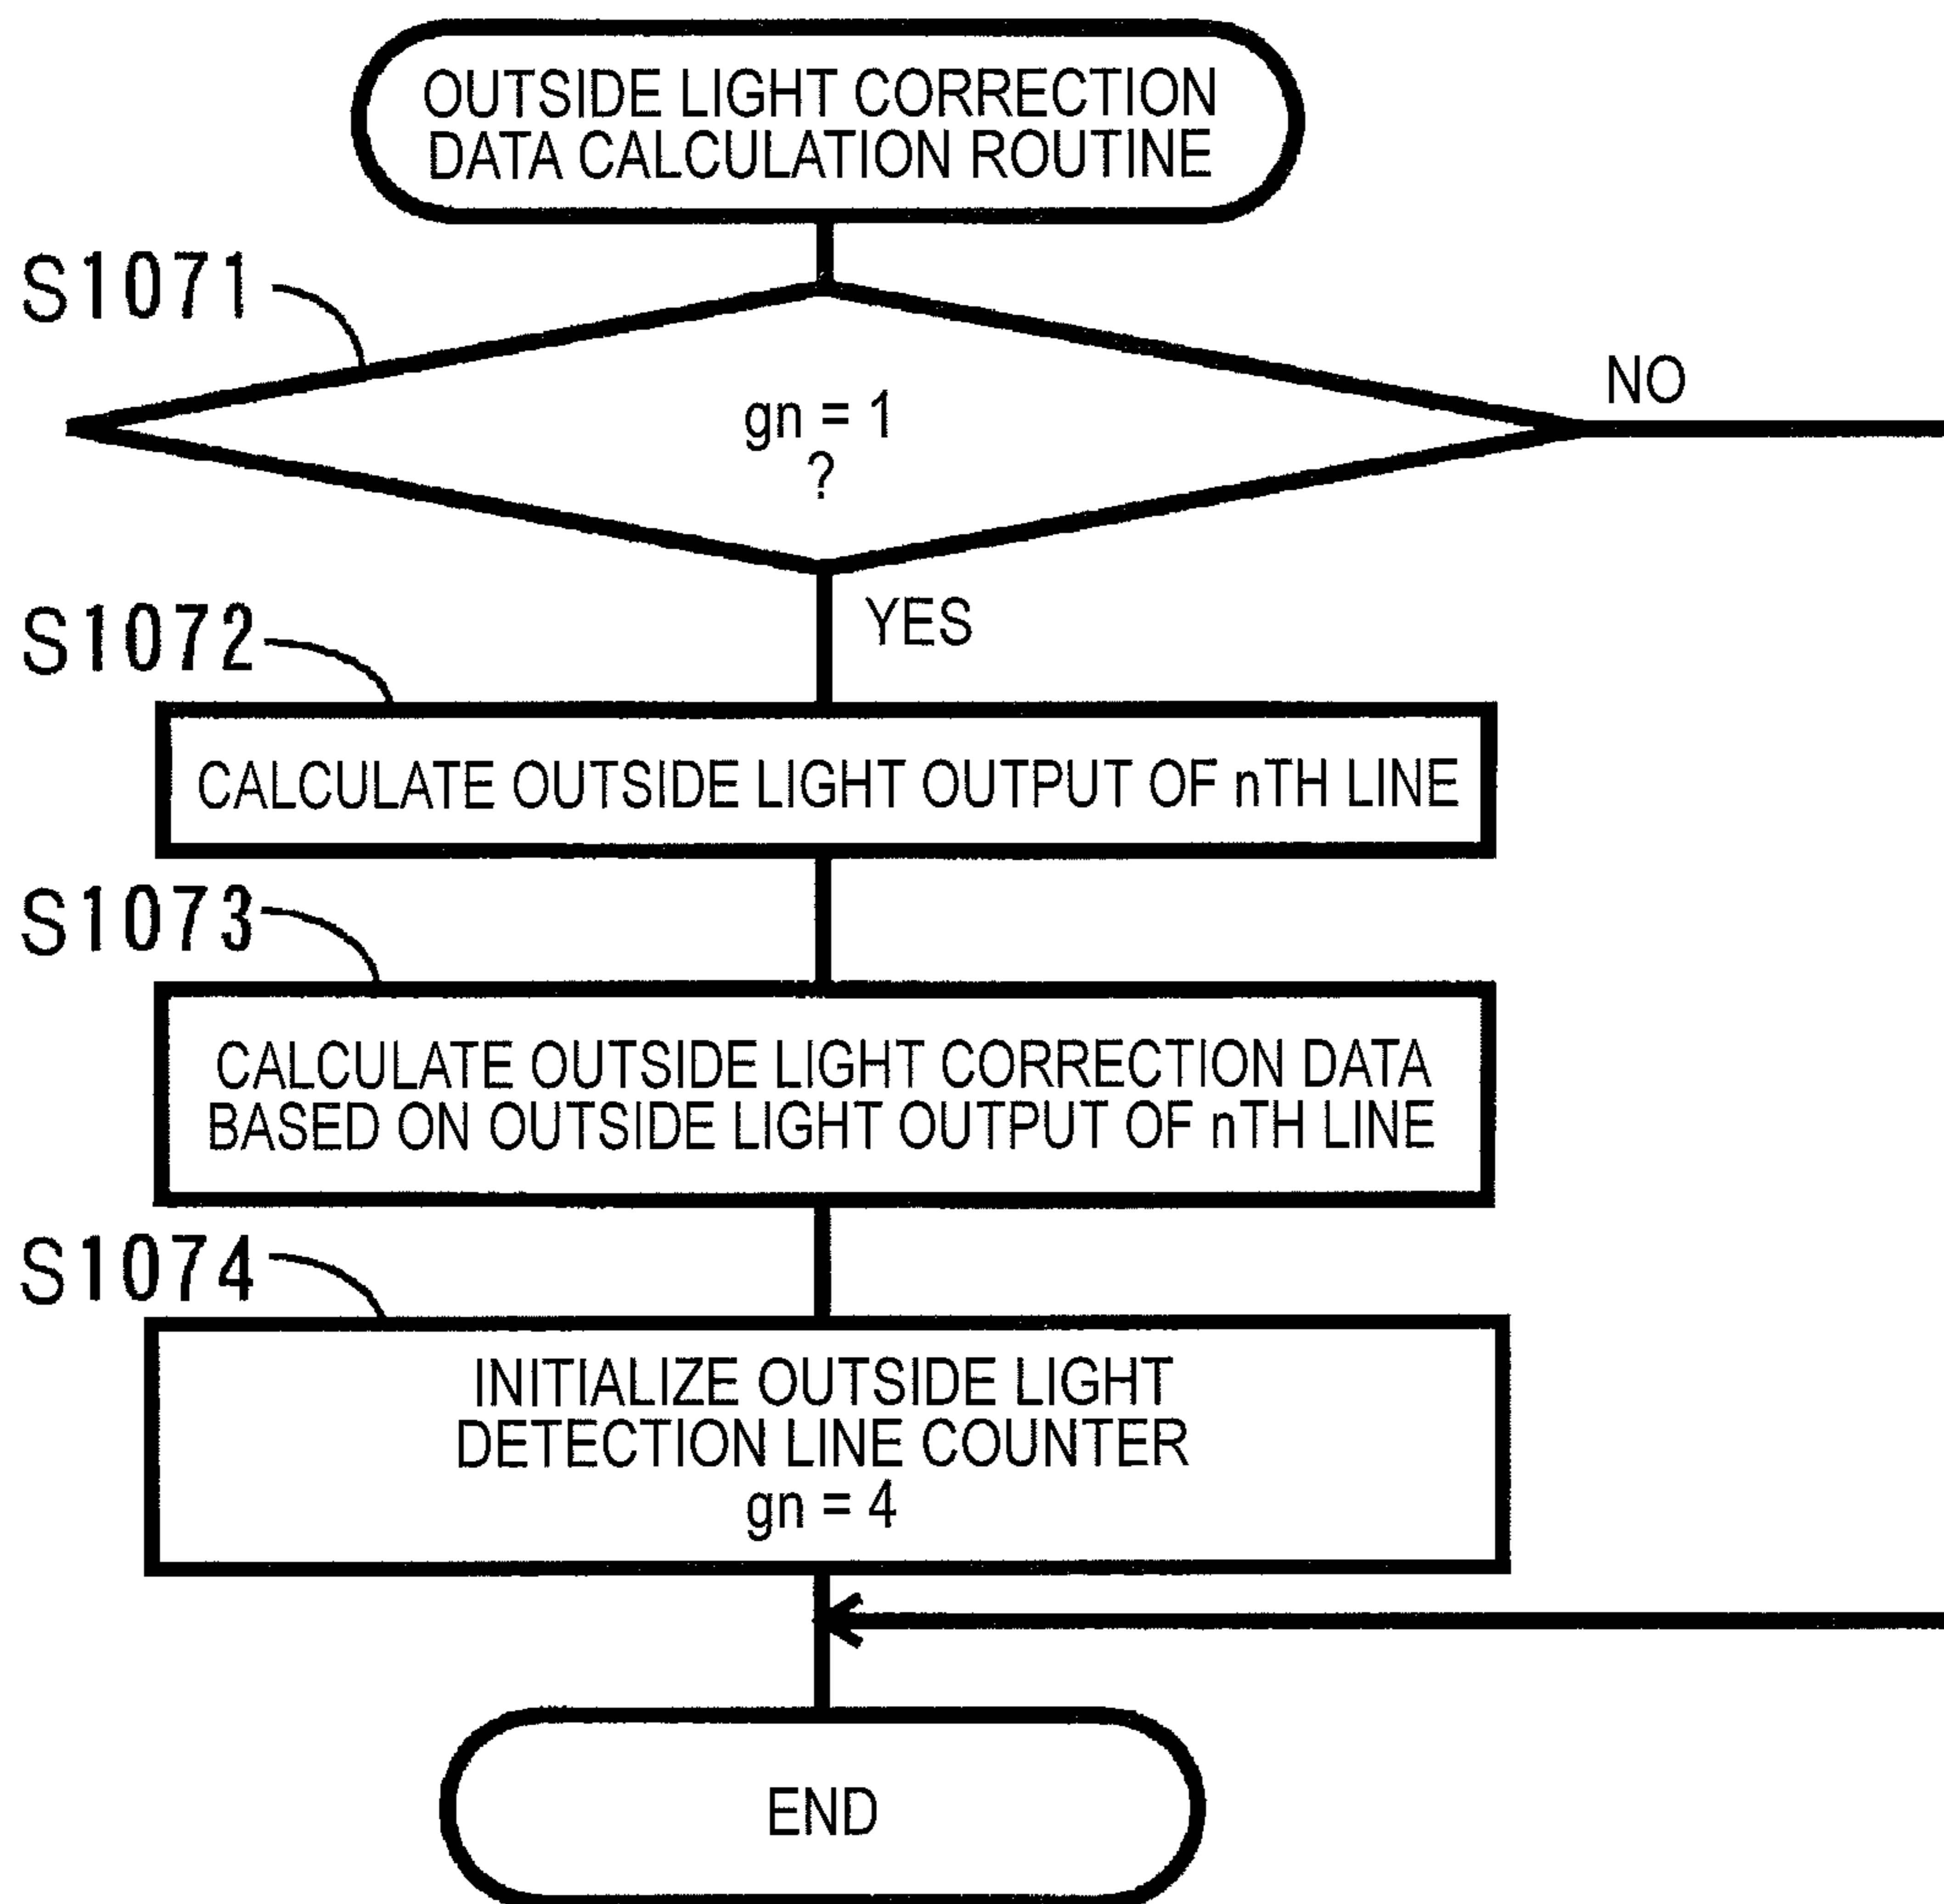 OUTSIDE LIGHT CORRECTION
DATA CALCULATION ROUTINE
S1071
gn = 1
?
NO
YES
S1072
CALCULATE OUTSIDE LIGHT OUTPUT OF nTH LINE
S1073
CALCULATE OUTSIDE LIGHT CORRECTION DATA
BASED ON OUTSIDE LIGHT OUTPUT OF nTH LINE
S1074
INITIALIZE OUTSIDE LIGHT
DETECTION LINE COUNTER
gn = 4
END